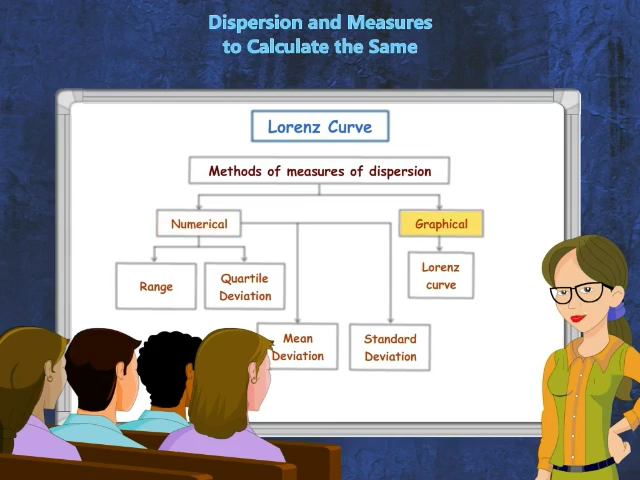 Dispersion and Measures
to Calculate the Same
Lorenz Curve
Methods of measures of dispersion
Numerical
Graphical
Range
Quartile
Deviation
Lorenz
curve
Mean
Deviation
Standard
Deviation